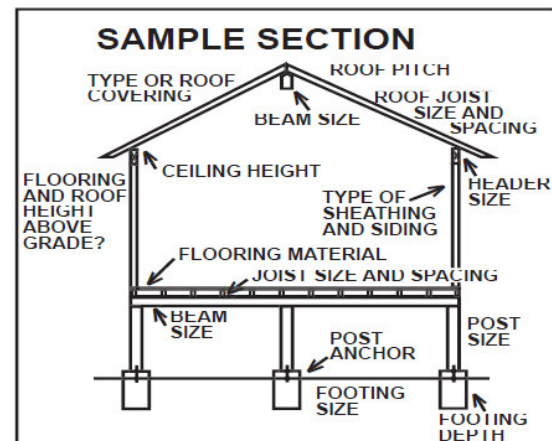 SAMPLE SECTION
TYPE OR ROOF
COVERING
ROOF PITCH
BEAM SIZE
ROOF JOIST
SIZE AND
SPACING
CEILING HEIGHT
FLOORING
AND ROOF
HEIGHT
ABOVE
GRADE?
TYPE OF
SHEATHING
AND SIDING
HEADER
SIZE
FLOORING MATERIAL
JOIST SIZE AND SPACING
BEAM
SIZE
POST
ANCHOR
POST
SIZE
FOOTING
SIZE
FOOTING
DEPTH